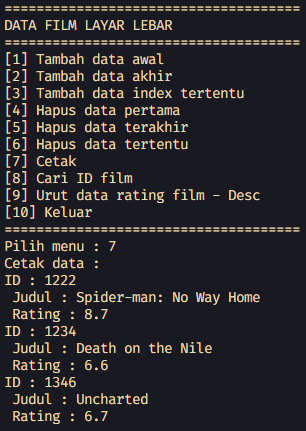 =======================================
DATA FILM LAYAR LEBAR
=======================================
[1] Tambah data awal
[2] Tambah data akhir
[3] Tambah data index tertentu
[4] Hapus data pertama
[5] Hapus data terakhir
[6] Hapus data tertentu
[7] Cetak
[8] Cari ID film
[9] Urut data rating film - Desc
[10] Keluar
=======================================
Pilih menu : 7
Cetak data :
ID : 1222
 Judul : Spider-man: No Way Home
 Rating : 8.7
ID : 1234
 Judul : Death on the Nile
 Rating : 6.6
ID : 1346
 Judul : Uncharted
 Rating : 6.7